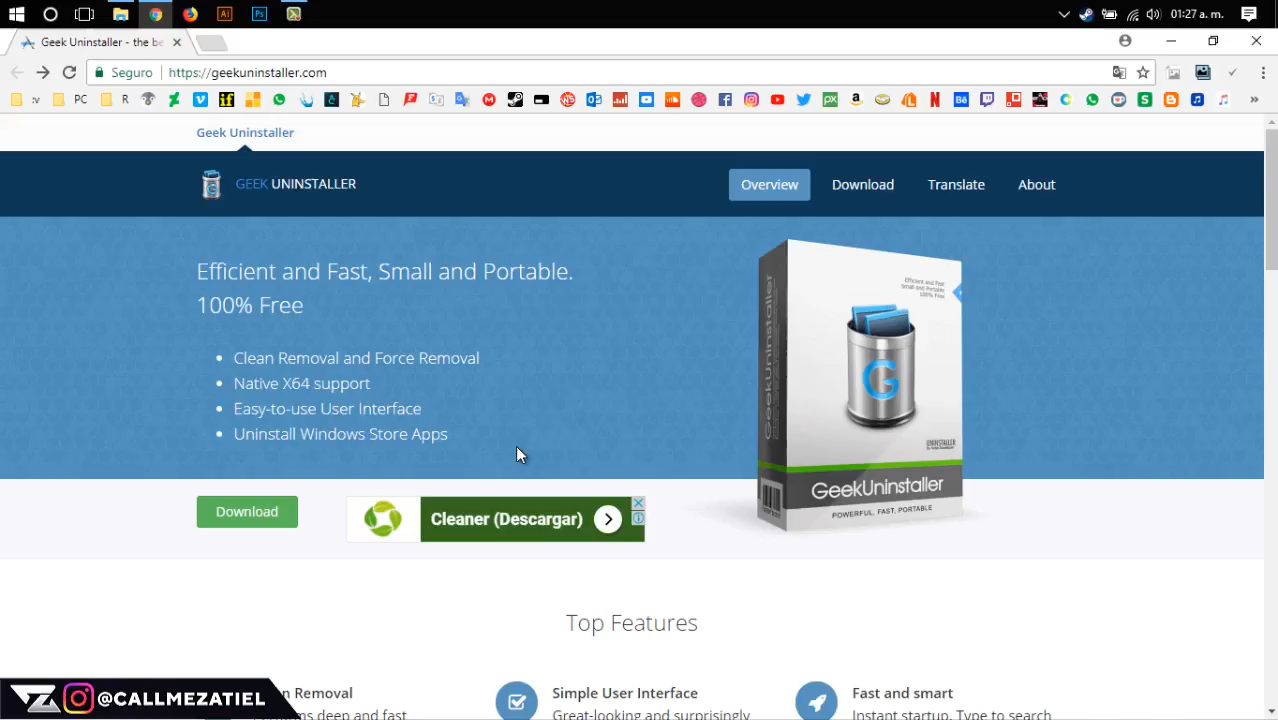 01:27 a. m.
Geek Uninstaller - the be
Seguro
https://geekuninstaller.com
:v
PC
R
Geek Uninstaller
GEEK UNINSTALLER
Overview
Download
Translate
About
Efficient and Fast, Small and Portable.
100% Free
Clean Removal and Force Removal
Native X64 support
Easy-to-use User Interface
Uninstall Windows Store Apps
Efficient and Fast
Small and Portable
100% Free
GeekUninstaller
G
UNINSTALLER
GeekUninstaller
POWERFUL, FAST, PORTABLE
Download
Cleaner (Descargar)
Top Features
n Removal
Simple User Interface
Great-looking and surprisingly
Fast and smart
Instant startup. Type to search
ms deep and fast
@CALLMEZATIEL